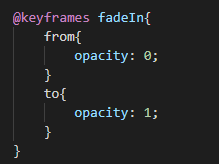 @keyframes fadeIn{
    from{
        opacity: 0;
    }
    to{
        opacity: 1;
    }
}